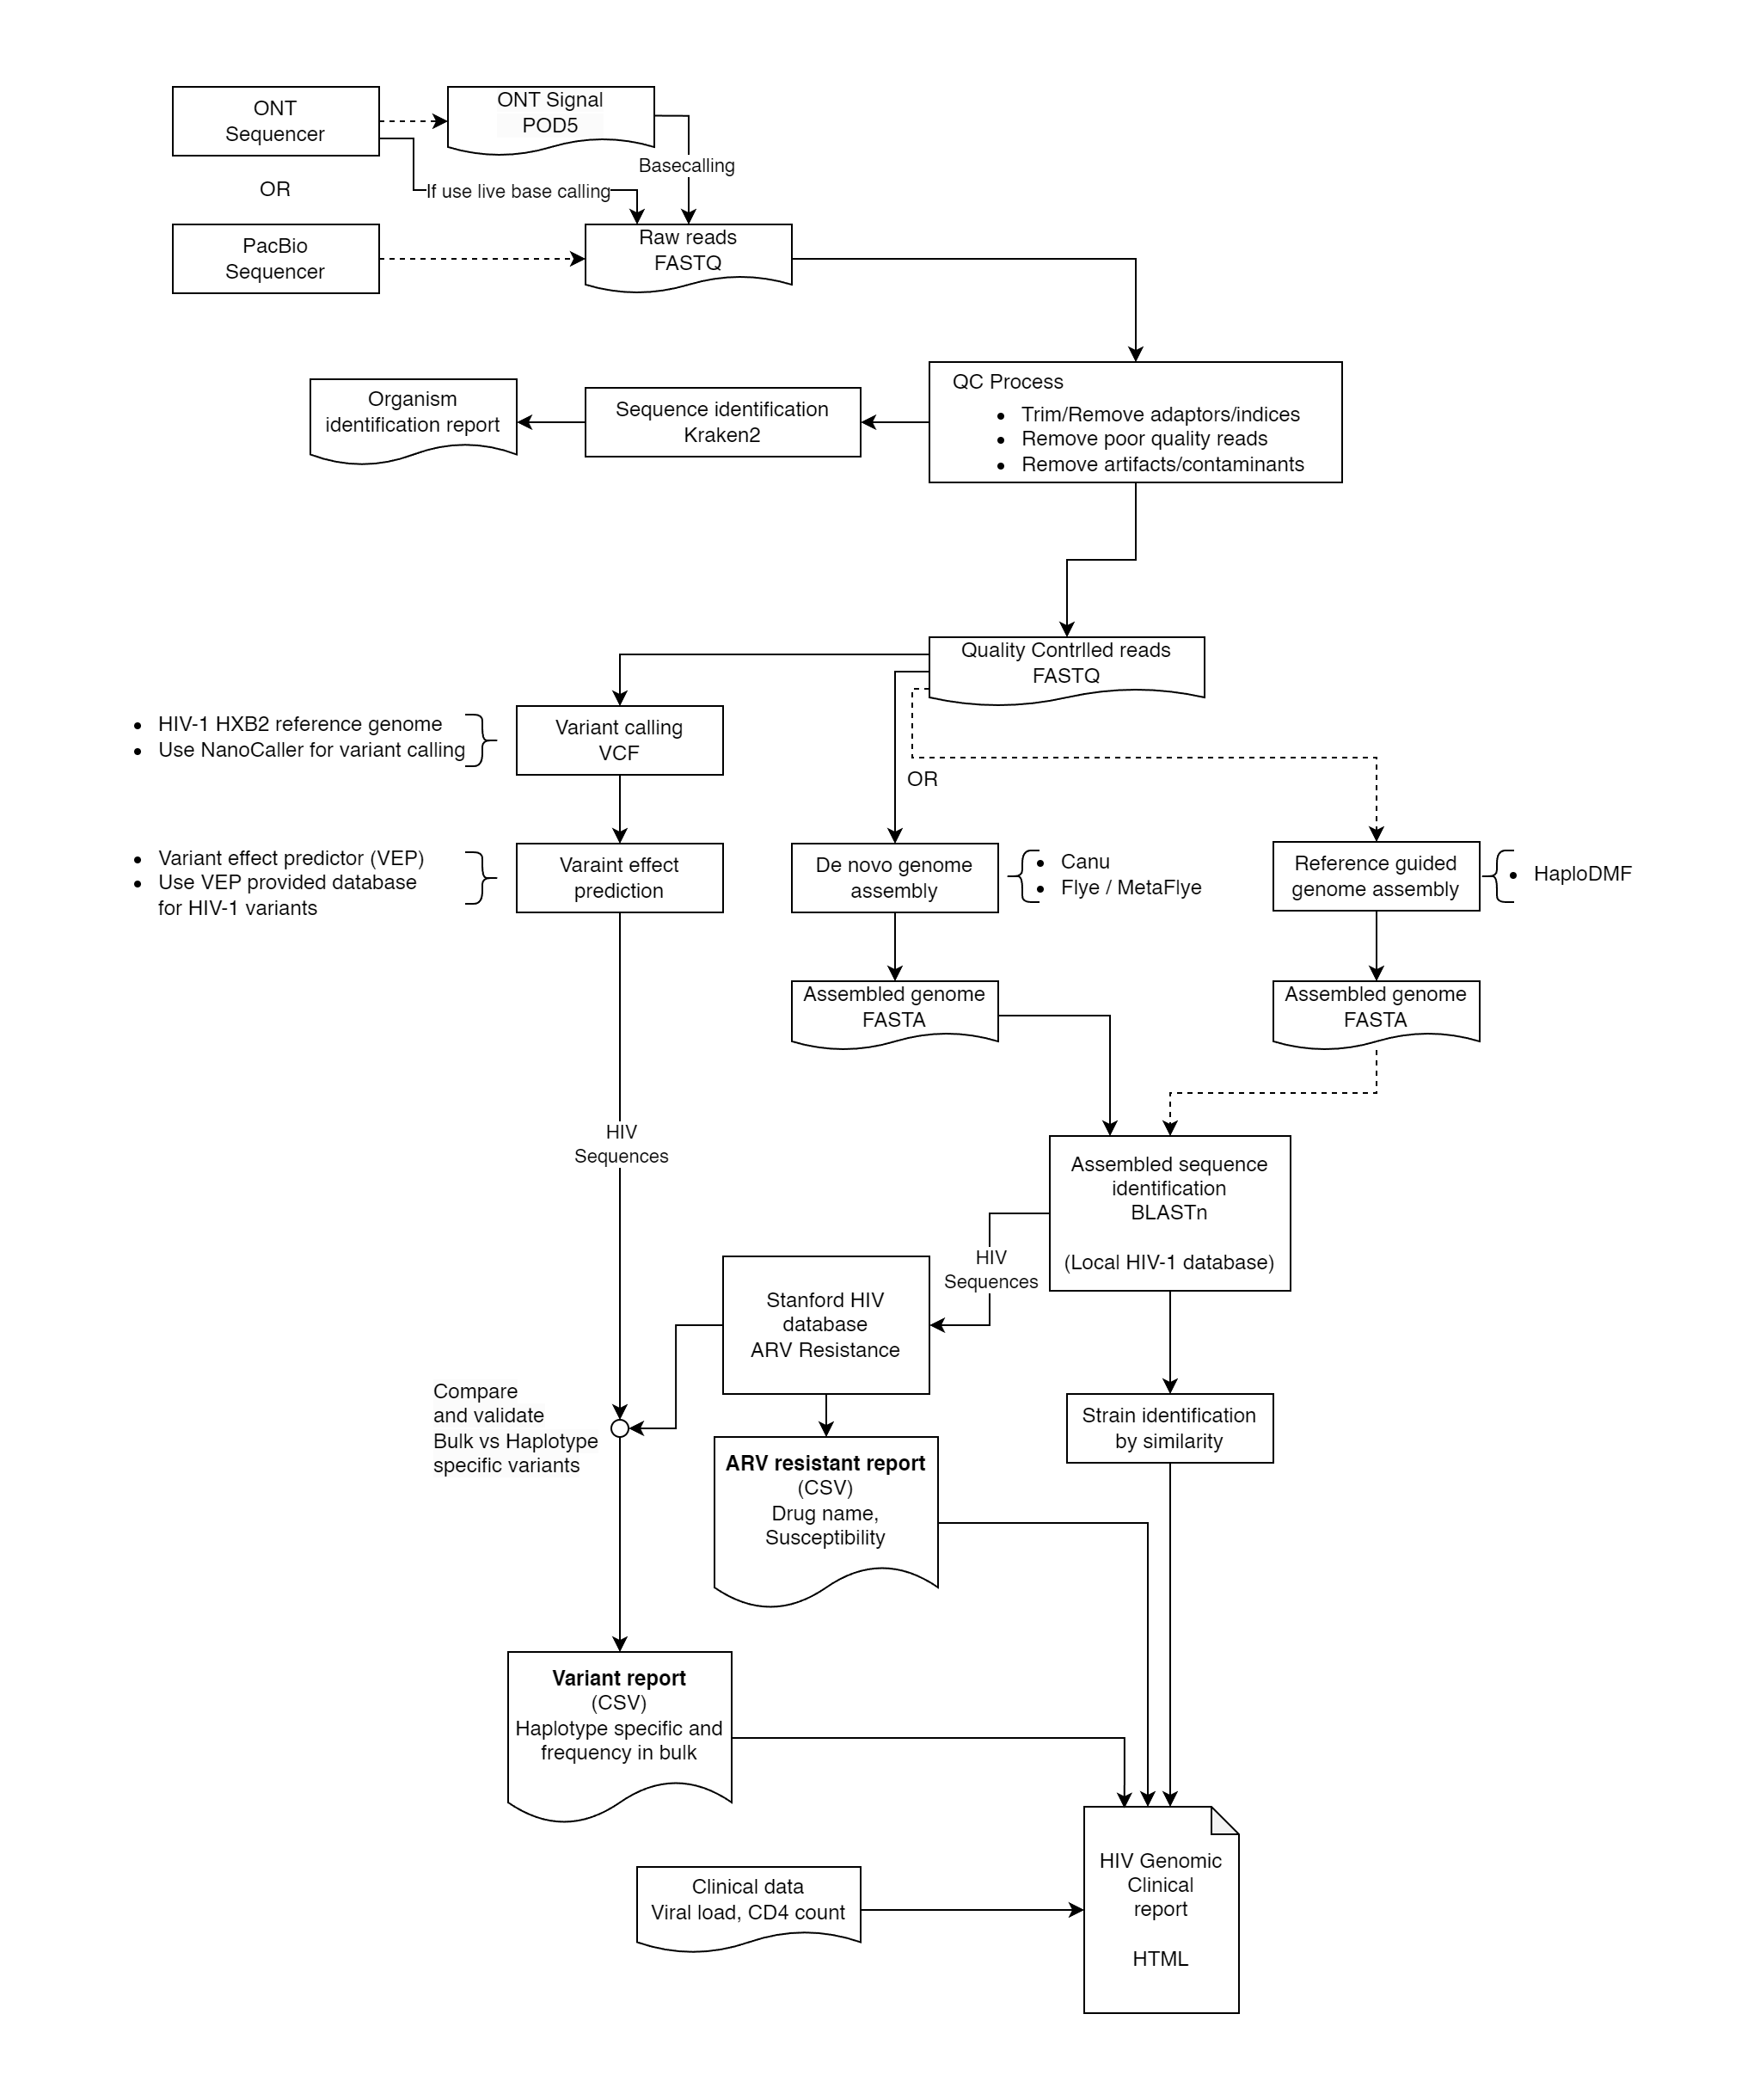 ONT
Sequencer
ONT Signal
POD5
Basecalling
OR
If use live base calling
PacBio
Sequencer
Raw reads
FASTQ
QC Process
• Trim/Remove adaptors/indices
• Remove poor quality reads
• Remove artifacts/contaminants
Sequence identification
Kraken2
Organism
identification report
Quality Contrlled reads
FASTQ
• HIV-1 HXB2 reference genome
• Use NanoCaller for variant calling
Variant calling
VCF
OR
• Variant effect predictor (VEP)
• Use VEP provided database
for HIV-1 variants
Varaint effect
prediction
De novo genome
assembly
• Canu
• Flye / MetaFlye
Reference guided
genome assembly
• HaploDMF
Assembled genome
FASTA
Assembled genome
FASTA
HIV
Sequences
Assembled sequence
identification
BLASTn
(Local HIV-1 database)
HIV
Sequences
Stanford HIV
database
ARV Resistance
Compare
and validate
Bulk vs Haplotype
specific variants
Strain identification
by similarity
ARV resistant report
(CSV)
Drug name,
Susceptibility
Variant report
(CSV)
Haplotype specific and
frequency in bulk
Clinical data
Viral load, CD4 count
HIV Genomic
Clinical
report
HTML